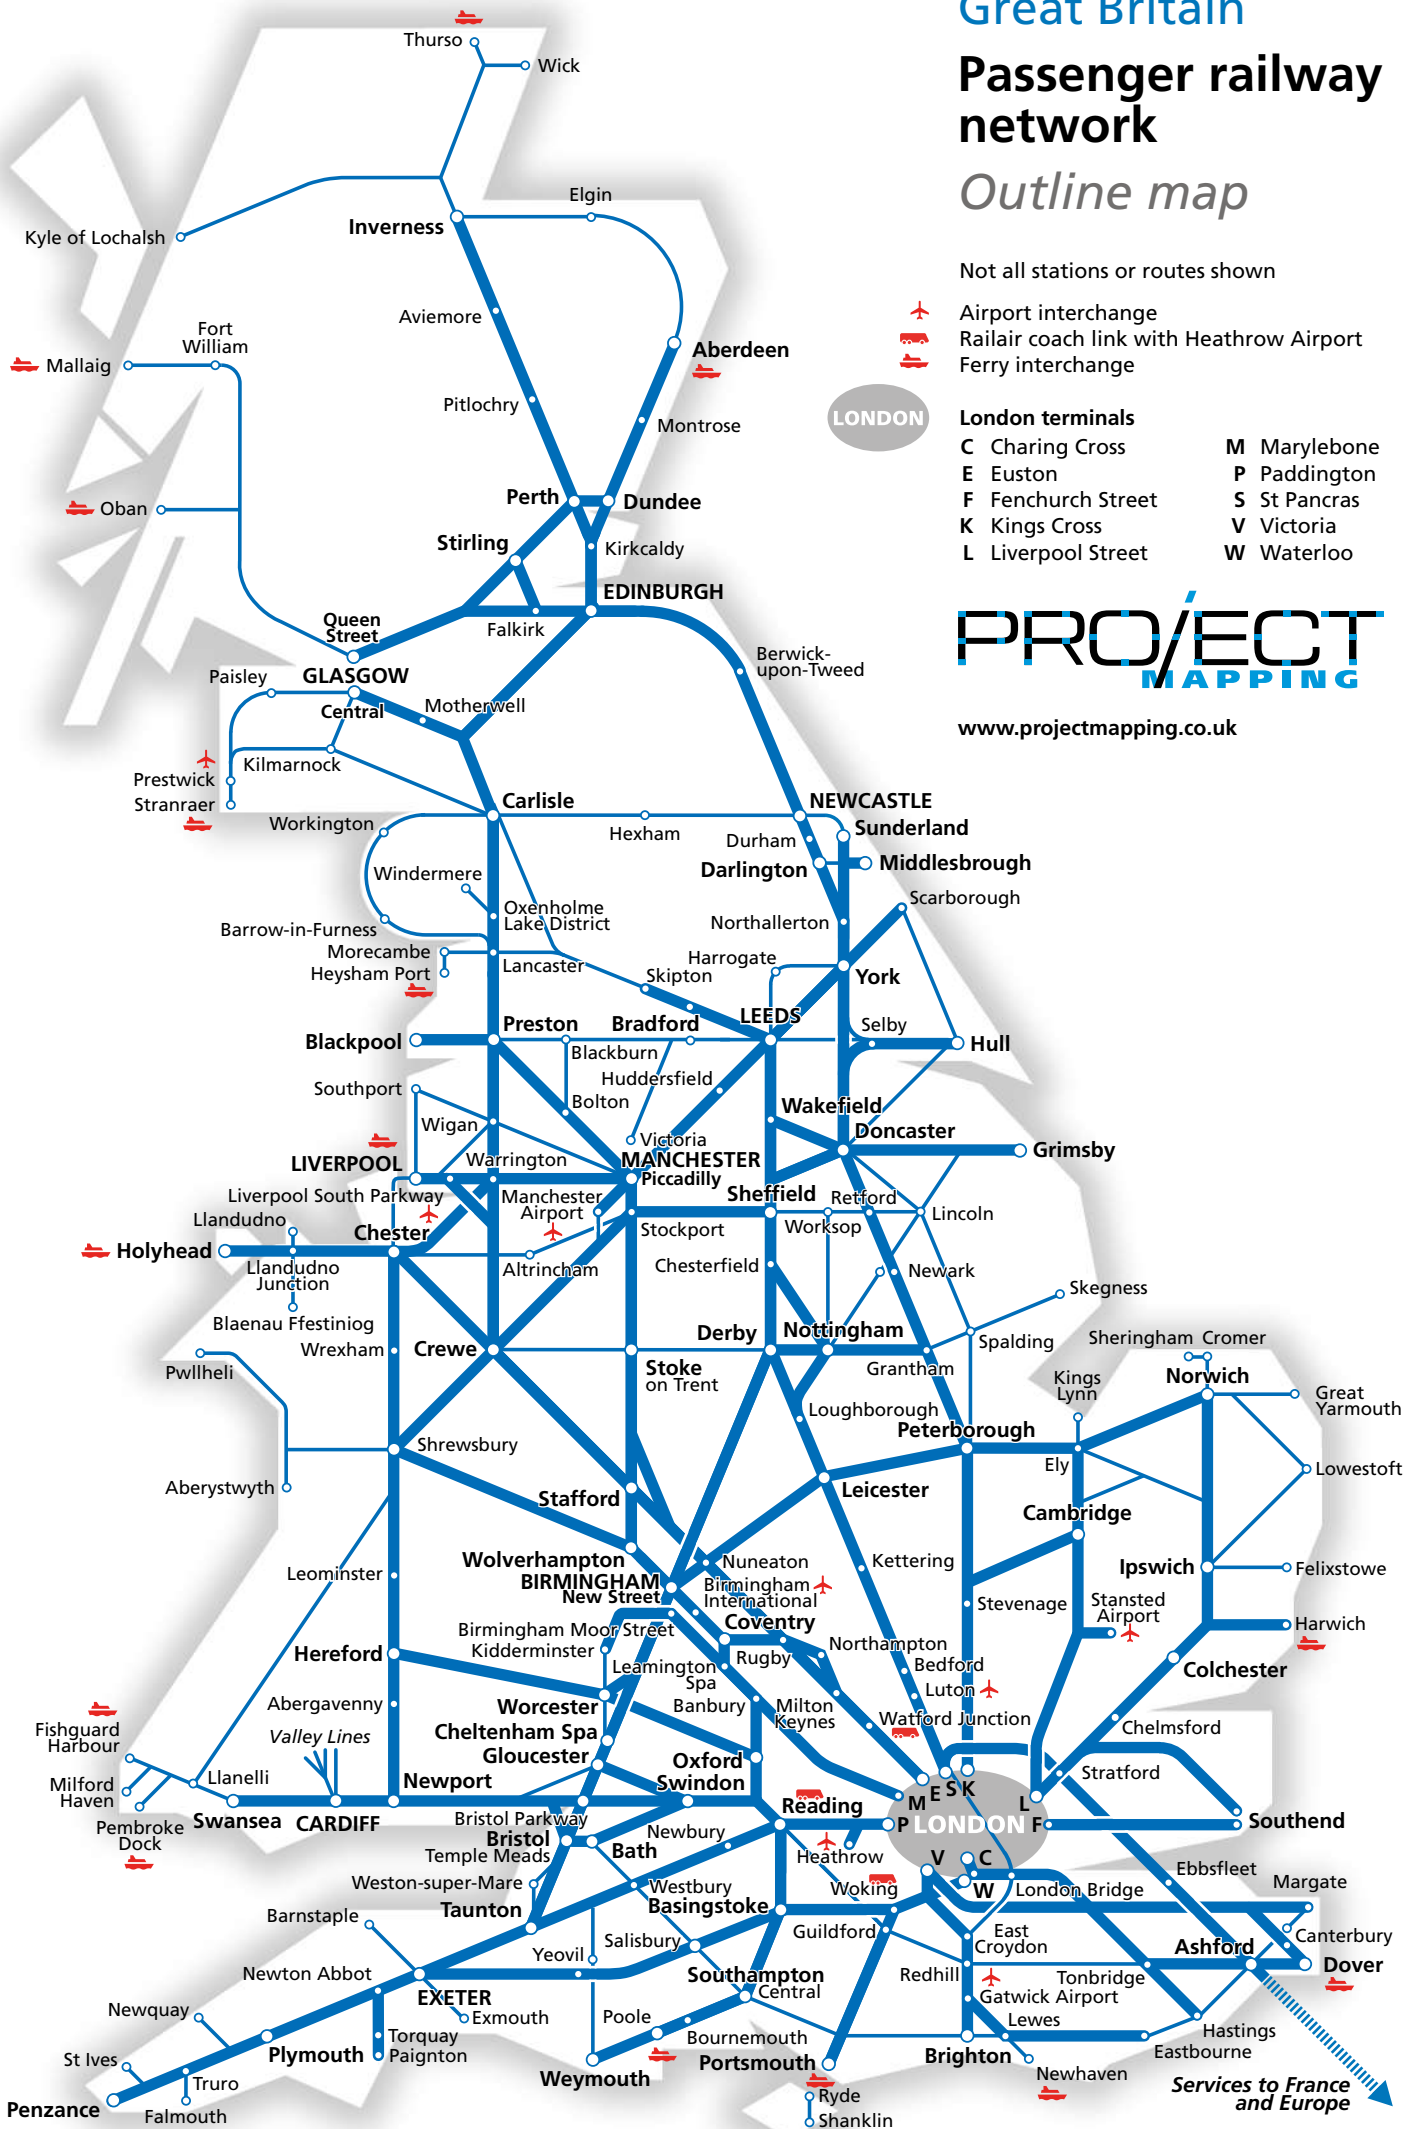 Great Britain
Passenger railway
network
Outline map
Not all stations or routes shown
Airport interchange
Railair coach link with Heathrow Airport
Ferry interchange
LONDON
London terminals
C Charing Cross
E Euston
F Fenchurch Street
K Kings Cross
L Liverpool Street
M Marylebone
P Paddington
S St Pancras
V Victoria
W Waterloo
PROJECT
MAPPING
www.projectmapping.co.uk
Thurso
Wick
Elgin
Inverness
Kyle of Lochalsh
Aviemore
Fort
William
Mallaig
Aberdeen
Pitlochry
Montrose
Perth
Dundee
Oban
Stirling
Kirkcaldy
EDINBURGH
Queen
Street
Falkirk
Berwick-
upon-Tweed
Paisley
GLASGOW
Central
Motherwell
Kilmarnock
Prestwick
Stranraer
Carlisle
NEWCASTLE
Workington
Hexham
Sunderland
Durham
Darlington
Middlesbrough
Windermere
Scarborough
Oxenholme
Lake District
Northallerton
Barrow-in-Furness
Morecambe
Heysham Port
Lancaster
Harrogate
Skipton
York
Preston
Bradford
LEEDS
Selby
Blackpool
Hull
Blackburn
Southport
Huddersfield
Bolton
Wakefield
Wigan
Victoria
Doncaster
LIVERPOOL
Warrington
MANCHESTER
Piccadilly
Grimsby
Liverpool South Parkway
Manchester
Airport
Sheffield
Retford
Llandudno
Stockport
Worksop
Lincoln
Chester
Holyhead
Llandudno
Junction
Altrincham
Chesterfield
Newark
Skegness
Blaenau Ffestiniog
Wrexham
Crewe
Derby
Nottingham
Spalding
Sheringham
Cromer
Pwllheli
Stoke
on Trent
Grantham
Kings
Lynn
Norwich
Great
Yarmouth
Loughborough
Peterborough
Shrewsbury
Ely
Lowestoft
Aberystwyth
Stafford
Leicester
Cambridge
Wolverhampton
Nuneaton
Kettering
Ipswich
Felixstowe
Leominster
BIRMINGHAM
New Street
Birmingham
International
Stevenage
Stansted
Airport
Coventry
Harwich
Birmingham Moor Street
Kidderminster
Northampton
Hereford
Leamington
Spa
Rugby
Bedford
Colchester
Luton
Abergavenny
Worcester
Banbury
Milton
Keynes
Watford Junction
Chelmsford
Fishguard
Harbour
Valley Lines
Cheltenham Spa
Gloucester
Oxford
Swindon
Stratford
Milford
Haven
Llanelli
Newport
M
E
S
K
L
Pembroke
Dock
Swansea
CARDIFF
Bristol Parkway
Reading
P
LONDON
F
Southend
Bristol
Temple Meads
Bath
Newbury
Heathrow
V
C
W
Ebbsfleet
Weston-super-Mare
Westbury
Woking
London Bridge
Margate
Taunton
Basingstoke
Barnstaple
Guildford
East
Croydon
Canterbury
Yeovil
Salisbury
Ashford
Newton Abbot
Southampton
Central
Redhill
Tonbridge
Dover
EXETER
Gatwick Airport
Newquay
Exmouth
Poole
Lewes
Hastings
Torquay
Paignton
Bournemouth
Eastbourne
St Ives
Plymouth
Portsmouth
Brighton
Weymouth
Newhaven
Truro
Services to France
and Europe
Penzance
Falmouth
Ryde
Shanklin